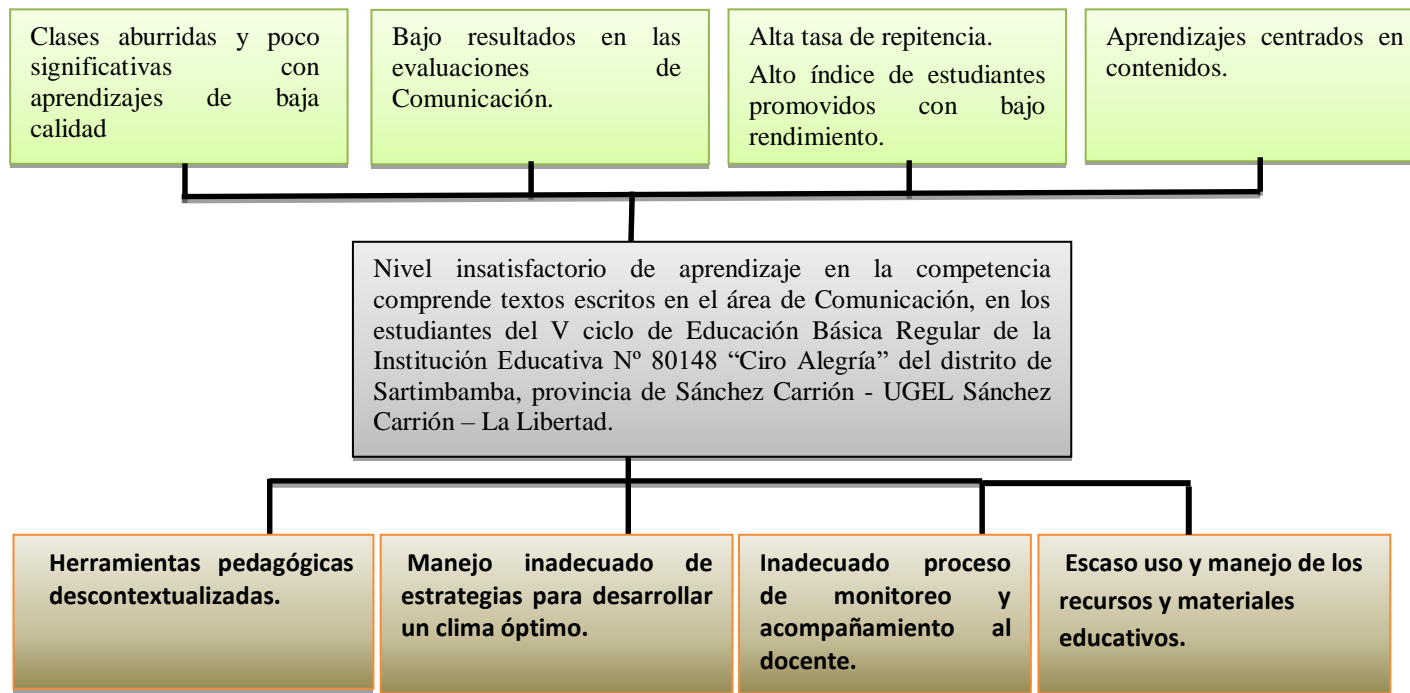 Clases aburridas y poco
significativas con
aprendizajes de baja
calidad
Bajo resultados en las
evaluaciones de
Comunicación.
Alta tasa de repitencia.
Alto índice de estudiantes
promovidos con bajo
rendimiento.
Aprendizajes centrados en
contenidos.
Nivel insatisfactorio de aprendizaje en la competencia
comprende textos escritos en el área de Comunicación, en los
estudiantes del V ciclo de Educación Básica Regular de la
Institución Educativa Nº 80148 “Ciro Alegría” del distrito de
Sartimbamba, provincia de Sánchez Carrión - UGEL Sánchez
Carrión – La Libertad.
Herramientas pedagógicas
descontextualizadas.
Manejo inadecuado de
estrategias para desarrollar
un clima óptimo.
Inadecuado proceso
de monitoreo y
acompañamiento al
docente.
Escaso uso y manejo de los
recursos y materiales
educativos.